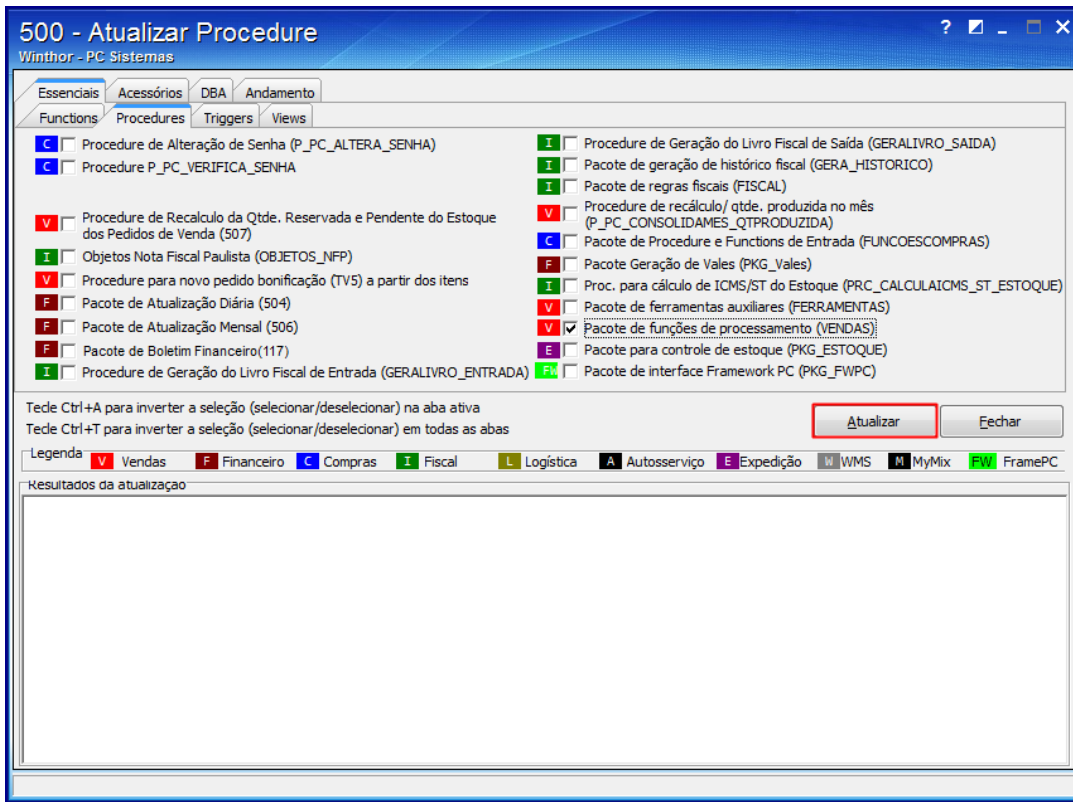 500 - Atualizar Procedure
Winthor - PC Sistemas
Essenciais Acessórios DBA Andamento
Functions Procedures Triggers Views
C Procedure de Alteração de Senha (P_PC_ALTERA_SENHA)
C Procedure P_PC_VERIFICA_SENHA
V Procedure de Recalculo da Qtde. Reservada e Pendente do Estoque
dos Pedidos de Venda (507)
I Objetos Nota Fiscal Paulista (OBJETOS_NFP)
V Procedure para novo pedido bonificação (TV5) a partir dos itens
F Pacote de Atualização Diária (504)
F Pacote de Atualização Mensal (506)
F Pacote de Boletim Financeiro(117)
I Procedure de Geração do Livro Fiscal de Entrada (GERALIVRO_ENTRADA)
I Procedure de Geração do Livro Fiscal de Saída (GERALIVRO_SAIDA)
I Pacote de geração de histórico fiscal (GERA_HISTORICO)
I Pacote de regras fiscais (FISCAL)
V Procedure de recálculo/ qtde. produzida no mês
(P_PC_CONSOLIDAMES_QTPRODUZIDA)
C Pacote de Procedure e Functions de Entrada (FUNCOESCOMPRAS)
F Pacote Geração de Vales (PKG_Vales)
I Proc. para cálculo de ICMS/ST do Estoque (PRC_CALCULAICMS_ST_ESTOQUE)
V Pacote de ferramentas auxiliares (FERRAMENTAS)
V Pacote de funções de processamento (VENDAS)
E Pacote para controle de estoque (PKG_ESTOQUE)
FW Pacote de interface Framework PC (PKG_FWPC)
Tecle Ctrl+A para inverter a seleção (selecionar/deselecionar) na aba ativa
Tecle Ctrl+T para inverter a seleção (selecionar/deselecionar) em todas as abas
Atualizar Fechar
Legenda
V Vendas F Financeiro C Compras I Fiscal L Logística A Autosserviço E Expedição W WMS M MyMix FW FramePC
Resultados da atualização